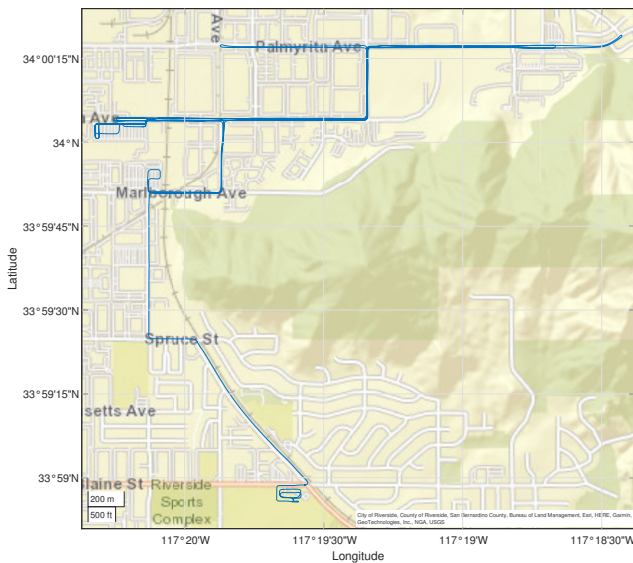 Ave
Palmyrita Ave
34°00'15"N
Ave
34°N
Marlborough Ave
33°59'45"N
33°59'30"N
Spruce St
33°59'15"N
setts Ave
33°59'N
laine St
Riverside
Sports
Complex
200 m
500 ft
City of Riverside, County of Riverside, San Bernardino County, Bureau of Land Management, Esri, HERE, Garmin,
GeoTechnologies, Inc., NGA, USGS
117°20'W
117°19'30"W
117°19'W
117°18'30"W
Longitude
Latitude